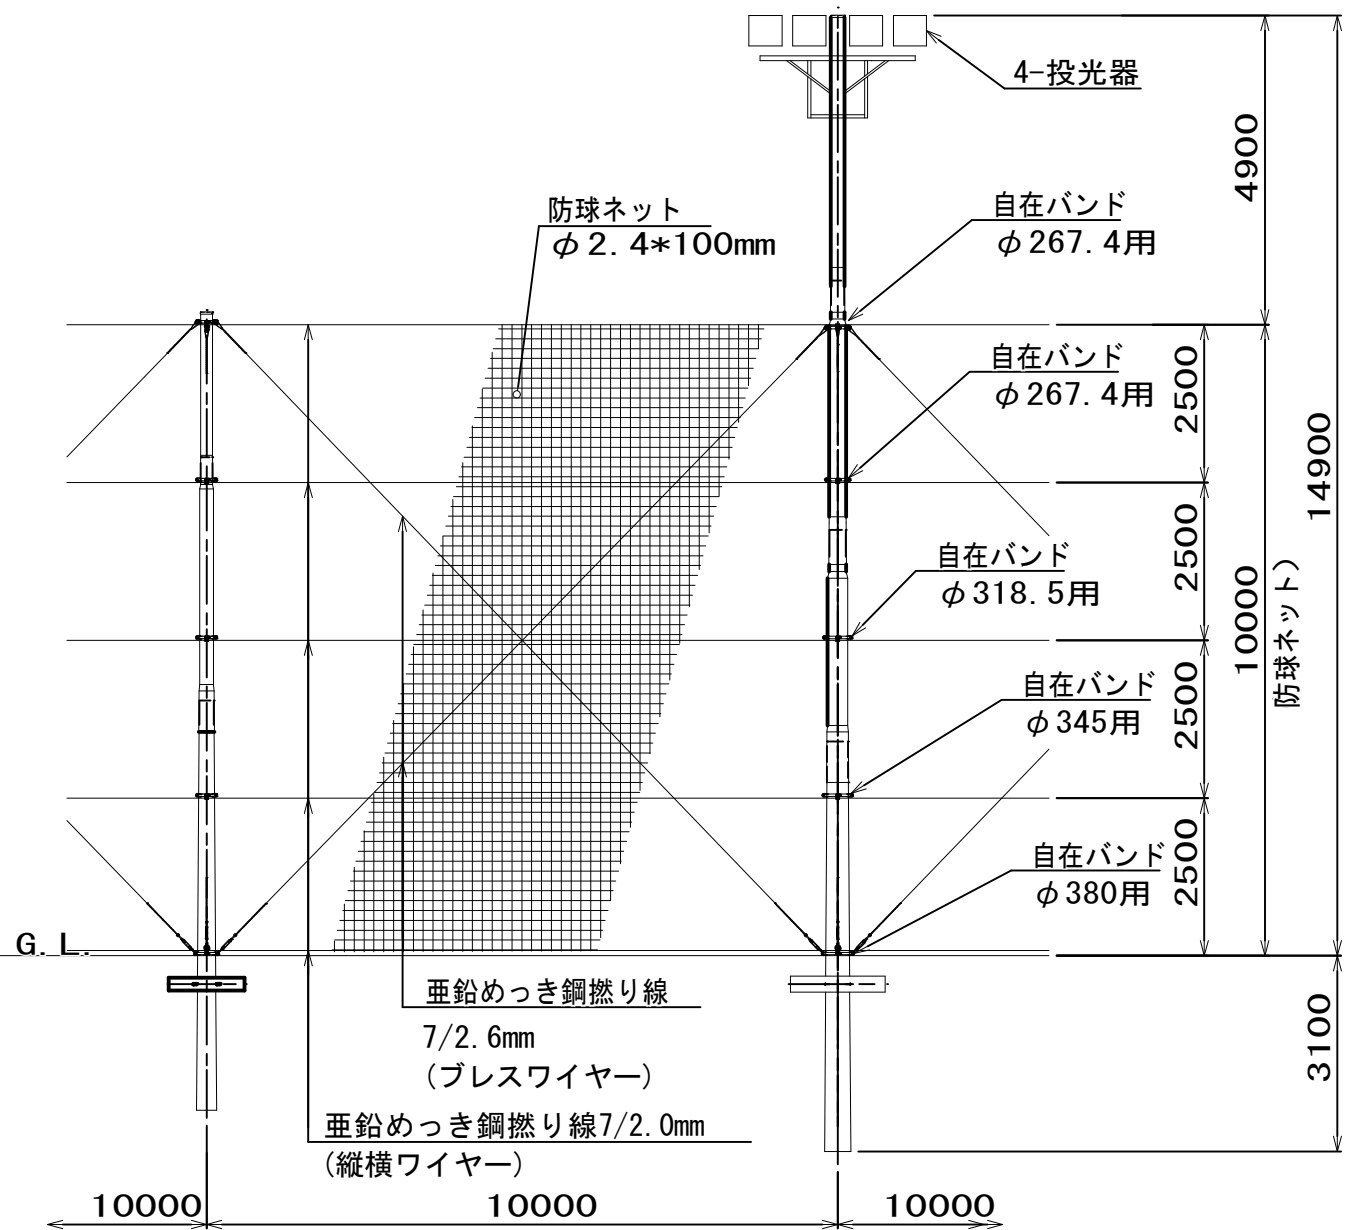 4-投光器
4900
自在バンド
φ267.4用
防球ネット
φ2.4*100mm
自在バンド
φ267.4用
2500
14900
自在バンド
φ318.5用
2500
10000
防球ネット）
自在バンド
φ345用
2500
自在バンド
φ380用
2500
G.L.
亜鉛めっき鋼撚り線
7/2.6mm
(ブレスワイヤー)
3100
亜鉛めっき鋼撚り線7/2.0mm
(縦横ワイヤー)
10000
10000
10000